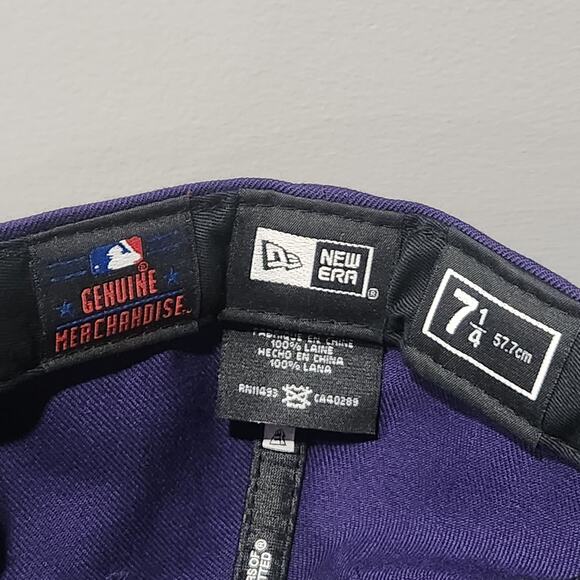 GENUINE
MERCHANDISE™
NEW
ERA®
7 1/4 57.7cm
FABRIQUÉ EN CHINE
100% LAINE
HECHO EN CHINA
100% LANA
RN11493 CA40289